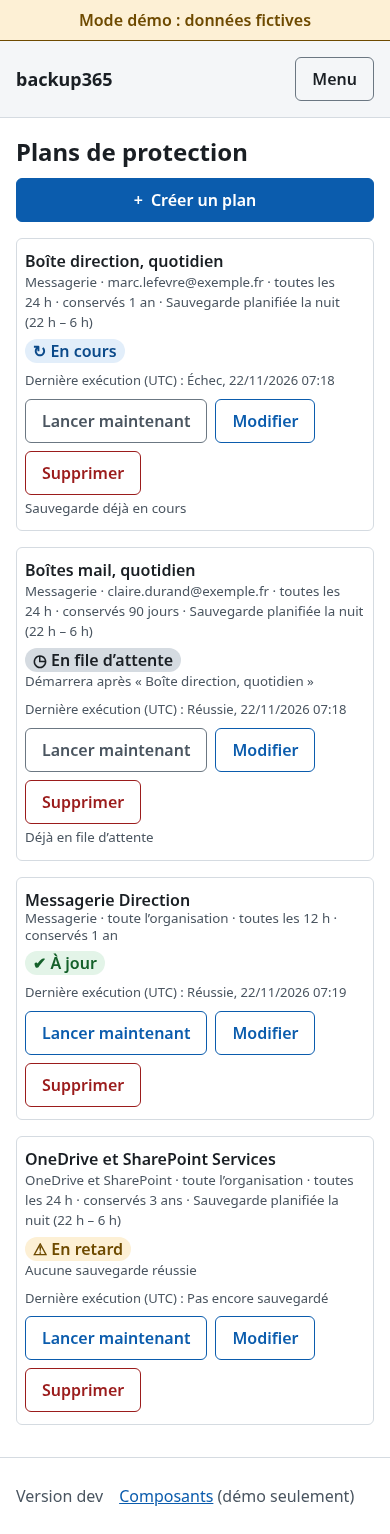 Mode démo : données fictives
backup365
Menu
Plans de protection
+ Créer un plan
Boîte direction, quotidien
Messagerie · marc.lefevre@exemple.fr · toutes les
24 h · conservés 1 an · Sauvegarde planifiée la nuit
(22 h – 6 h)
↻ En cours
Dernière exécution (UTC) : Échec, 22/11/2026 07:18
Lancer maintenant
Modifier
Supprimer
Sauvegarde déjà en cours
Boîtes mail, quotidien
Messagerie · claire.durand@exemple.fr · toutes les
24 h · conservés 90 jours · Sauvegarde planifiée la nuit
(22 h – 6 h)
◷ En file d’attente
Démarrera après « Boîte direction, quotidien »
Dernière exécution (UTC) : Réussie, 22/11/2026 07:18
Lancer maintenant
Modifier
Supprimer
Déjà en file d’attente
Messagerie Direction
Messagerie · toute l’organisation · toutes les 12 h ·
conservés 1 an
✔ À jour
Dernière exécution (UTC) : Réussie, 22/11/2026 07:19
Lancer maintenant
Modifier
Supprimer
OneDrive et SharePoint Services
OneDrive et SharePoint · toute l’organisation · toutes
les 24 h · conservés 3 ans · Sauvegarde planifiée la
nuit (22 h – 6 h)
⚠ En retard
Aucune sauvegarde réussie
Dernière exécution (UTC) : Pas encore sauvegardé
Lancer maintenant
Modifier
Supprimer
Version dev Composants (démo seulement)